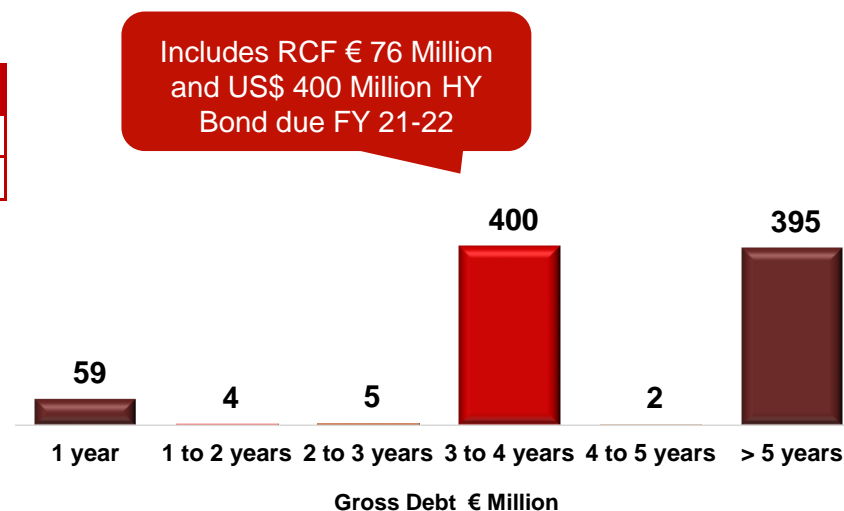 Includes RCF € 76 Million
and US$ 400 Million HY
Bond due FY 21-22
400
395
59
4
5
2
1 year
1 to 2 years
2 to 3 years
3 to 4 years
4 to 5 years
> 5 years
Gross Debt € Million